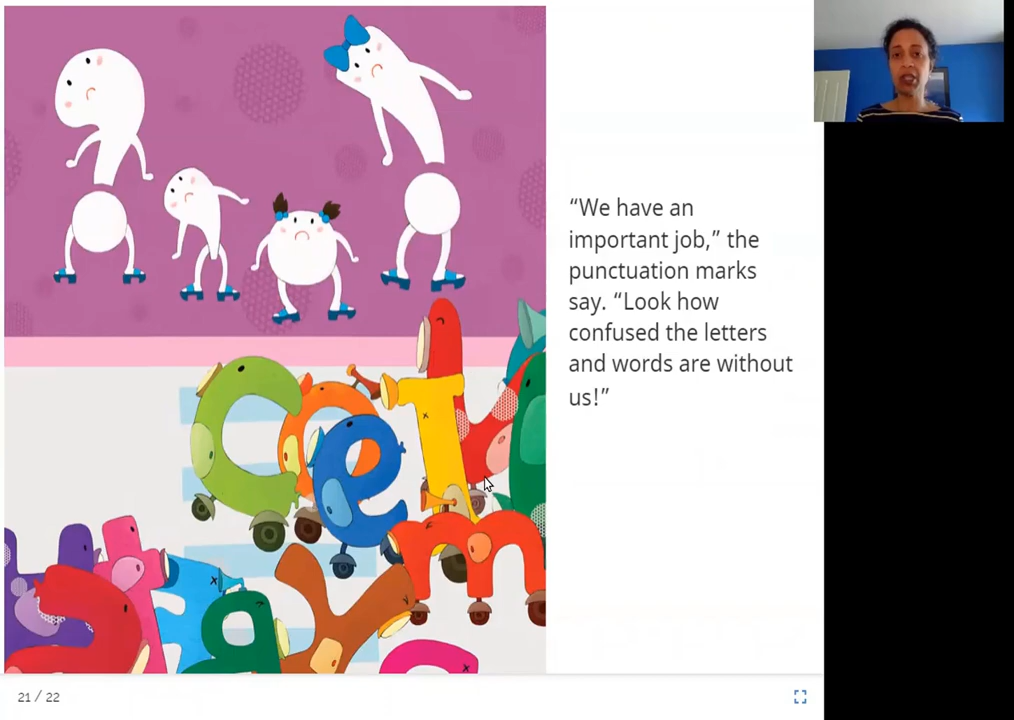 “We have an
important job,” the
punctuation marks
say. “Look how
confused the letters
and words are without
us!”
21 / 22